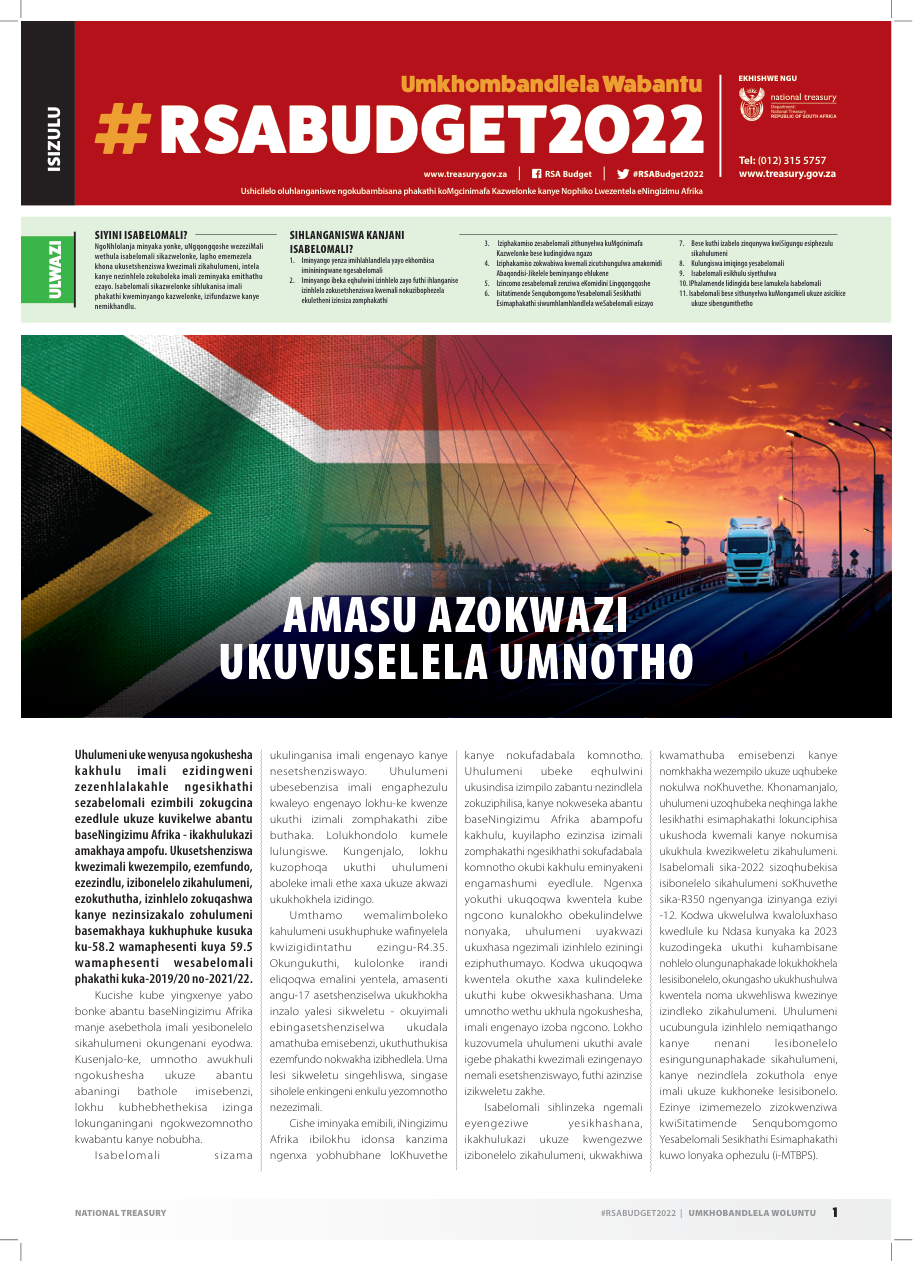 ISIZULU
Umkhombandlela Wabantu
#RSABUDGET2022
www.treasury.gov.za
RSA Budget
#RSABudget2022
Ushicilelo oluhlanganiswe ngokubambisana phakathi koMgcinimafa Kazwelonke kanye Nophiko Lwezentela eNingizimu Afrika
EKHISHWE NGU
national treasury
Department:
National Treasury
REPUBLIC OF SOUTH AFRICA
Tel: (012) 315 5757
www.treasury.gov.za
ULWAZI
SIYINI ISABELOMALI?
NgoNhlolanja minyaka yonke, uNgqongqoshe wezeziMali
wethula isabelomali sikazwelonke, lapho ememezela
khona ukusetshenziswa kwezimali zikahulumeni, intela
kanye nezinhlelo zokuboleka imali zeminyaka emithathu
ezayo. Isabelomali sikazwelonke sihlukanisa imali
phakathi kweminyango kazwelonke, izifundazwe kanye
nemikhandlu.
SIHLANGANISWA KANJANI
ISABELOMALI?
1. Iminyango yenza imihlahlandlela yayo ekhombisa
imininingwane ngesabelomali
2. Iminyango ibeka eqhulwini izinhlelo zayo futhi ihlanganise
izinhlelo zokusetshenziswa kwemali nokuzibophezela
ekuletheni izinsiza zomphakathi
3. Iziphakamiso zesabelomali zithunyelwa kuMgcinimafa
Kazwelonke bese kudingidwa ngazo
4. Iziphakamiso zokwabiwa kwemali zicutshungulwa amakomidi
Abaqondisi-Jikelele beminyango ehlukene
5. Izincomo zesabelomali zenziwa eKomidini Lingqongqoshe
6. Isitatimende Senqubomgomo Yesabelomali Sesikhathi
Esimaphakathi siwumhlamhlandlela weSabelomali esizayo
7. Bese kuthi izabelo zinqunywa kwiSigungu esiphezulu
sikahulumeni
8. Kulungiswa imiqingo yesabelomali
9. Isabelomali esikhulu siyethulwa
10. IPhalamende lidingida bese lamukela Isabelomali
11. Isabelomali bese sithunyelwa kuMongameli ukuze asicikice
ukuze sibengumthetho
AMASU AZOKWAZI
UKUVUSELELA UMNOTHO
Uhulumeni uke wenyusa ngokushesha
kakhulu imali ezidingweni
zezenhlalakahle ngesikhathi
sezabelomali ezimbili zokugcina
ezedlule ukuze kuvikelwe abantu
baseNingizimu Afrika - ikakhulukazi
amakhaya ampofu. Ukusetshenziswa
kwezimali kwezempilo, ezemfundo,
ezezindlu, izibonelelo zikahulumeni,
ezokuthutha, izinhlelo zokuqashwa
kanye nezinsizakalo zohulumeni
basemakhaya kukhuphuke kusuka
ku-58.2 wamaphesenti kuya 59.5
wamaphesenti wesabelomali
phakathi kuka-2019/20 no-2021/22.
Kucishe kube yingxenye yabo
bonke abantu baseNingizimu Afrika
manje asebethola imali yesibonelelo
sikahulumeni okungenani eyodwa.
Kusenjalo-ke, umnotho awukhuli
ngokushesha ukuze abantu
abaningi bathole imisebenzi,
lokhu kubhebhethekisa izinga
lokunganingani ngokwezomnotho
kwabantu kanye nobubha.
Isabelomali sizama
ukulinganisa imali engenayo kanye
nesetshenziswayo. Uhulumeni
ubesebenzisa imali engaphezulu
kwaleyo engenayo lokhu-ke kwenze
ukuthi izimali zomphakathi zibe
buthaka. Lolukhondolo kumele
lulungiswe. Kungenjalo, lokhu
kuzophoqa ukuthi uhulumeni
aboleke imali ethe xaxa ukuze akwazi
ukukhokhela izidingo.
Umthamo wemalimboleko
kahulumeni usukhuphuke wafinyelela
kwizigidintathu ezingu-R4.35.
Okungukuthi, kulolonke irandi
eliqoqwa emalini yentela, amasenti
angu-17 asetshenziselwa ukukhokha
inzalo yalesi sikweletu – okuyimali
ebingasetshenziselwa ukudala
amathuba emisebenzi, ukuthuthukisa
ezemfundo nokwakha izibhedlela. Uma
lesi sikweletu singehliswa, singase
siholele enkingeni enkulu yezomnotho
nezezimali.
Cishe iminyaka emibili, iNingizimu
Afrika ibilokhu idonsa kanzima
ngenxa yobhubhane loKhuvethe
kanye nokufadabala komnotho.
Uhulumeni ubeke eqhulwini
ukusindisa izimpilo zabantu nezindlela
zokuziphilisa, kanye nokweseka abantu
baseNingizimu Afrika abampofu
kakhulu, kuyilapho ezinzisa izimali
zomphakathi ngesikhathi sokufadabala
komnotho okubi kakhulu eminyakeni
engamashumi eyedlule. Ngenxa
yokuthi ukuqoqwa kwentela kube
ngcono kunalokho obekulindelwe
nonyaka, uhulumeni uyakwazi
ukuxhasa ngezimali izinhlelo eziningi
eziphuthumayo. Kodwa ukuqoqwa
kwentela okuthe xaxa kulindeleke
ukuthi kube okwesikhashana. Uma
umnotho wethu ukhula ngokushesha,
imali engenayo izoba ngcono. Lokho
kuzovumela uhulumeni ukuthi avale
igebe phakathi kwezimali ezingenayo
nemali esetshenziswayo, futhi azinzise
izikweletu zakhe.
Isabelomali sihlinzeka ngemali
eyengeziwe yesikhashana,
ikakhulukazi ukuze kwengezwe
izibonelelo zikahulumeni, ukwakhiwa
kwamathuba emisebenzi kanye
nomkhakha wezempilo ukuze uqhubeke
nokulwa noKhuvethe. Khonamanjalo,
uhulumeni uzoqhubeka neqhinga lakhe
lesikhathi esimaphakathi lokunciphisa
ukushoda kwemali kanye nokumisa
ukukhula kwezikweletu zikahulumeni.
Isabelomali sika-2022 sizoqhubekisa
isibonelelo sikahulumeni soKhuvethe
sika-R350 ngenyanga izinyanga eziyi
-12. Kodwa ukwelulwa kwaloluxhaso
kwedlule ku Ndasa kunyaka ka 2023
kuzodingeka ukuthi kuhambisane
nohlelo olungunaphakade lokukhokhela
lesisibonelelo, okungasho ukukhushulwa
kwentela noma ukwehliswa kwezinye
izindleko zikahulumeni. Uhulumeni
ucubungula izinhlelo nemiqathango
kanye nenani lesibonelelo
esingungunaphakade sikahulumeni,
kanye nezindlela zokuthola enye
imali ukuze kukhoneke lesisibonelo.
Ezinye izimemezelo zizokwenziwa
kwiSitatimende Senqubomgomo
Yesabelomali Sesikhathi Esimaphakathi
kuwo lonyaka ophezulu (i-MTBPS).
NATIONAL TREASURY
#RSABUDGET2022 | UMKHOBANDLELA WOLUNTU 1